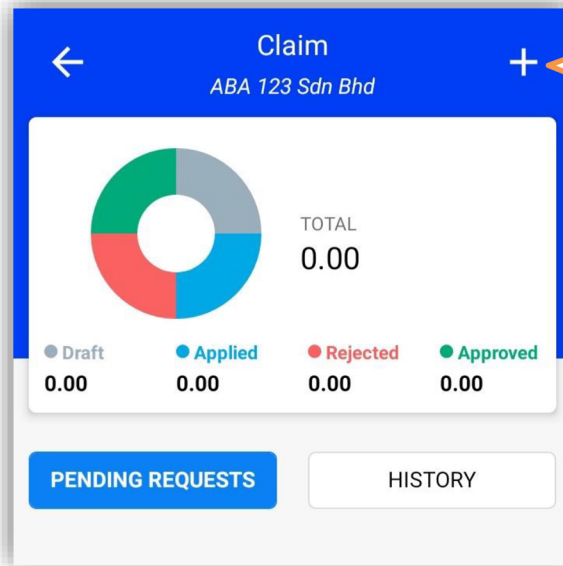 Claim
ABA 123 Sdn Bhd
TOTAL
0.00
Draft Applied Rejected Approved
0.00 0.00 0.00 0.00
PENDING REQUESTS HISTORY